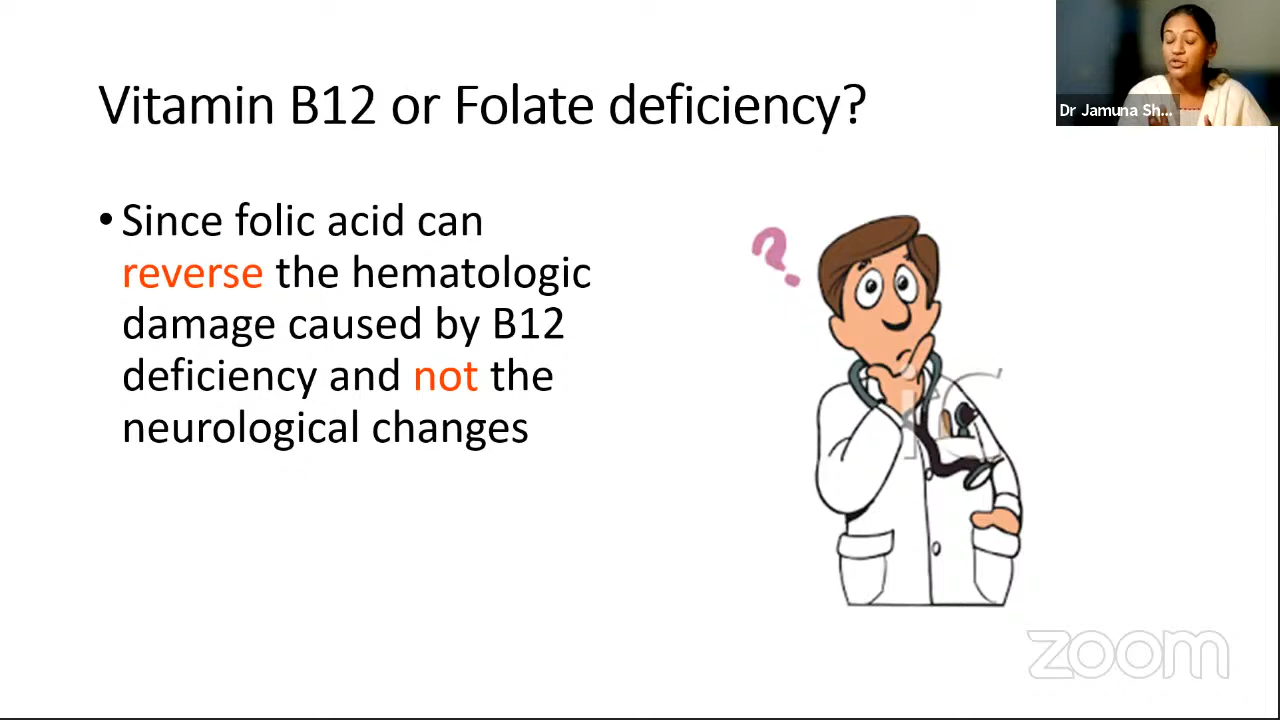 Vitamin B12 or Folate deficiency?
Dr Jamuna Sh...
• Since folic acid can
reverse the hematologic
damage caused by B12
deficiency and not the
neurological changes
?
zoom